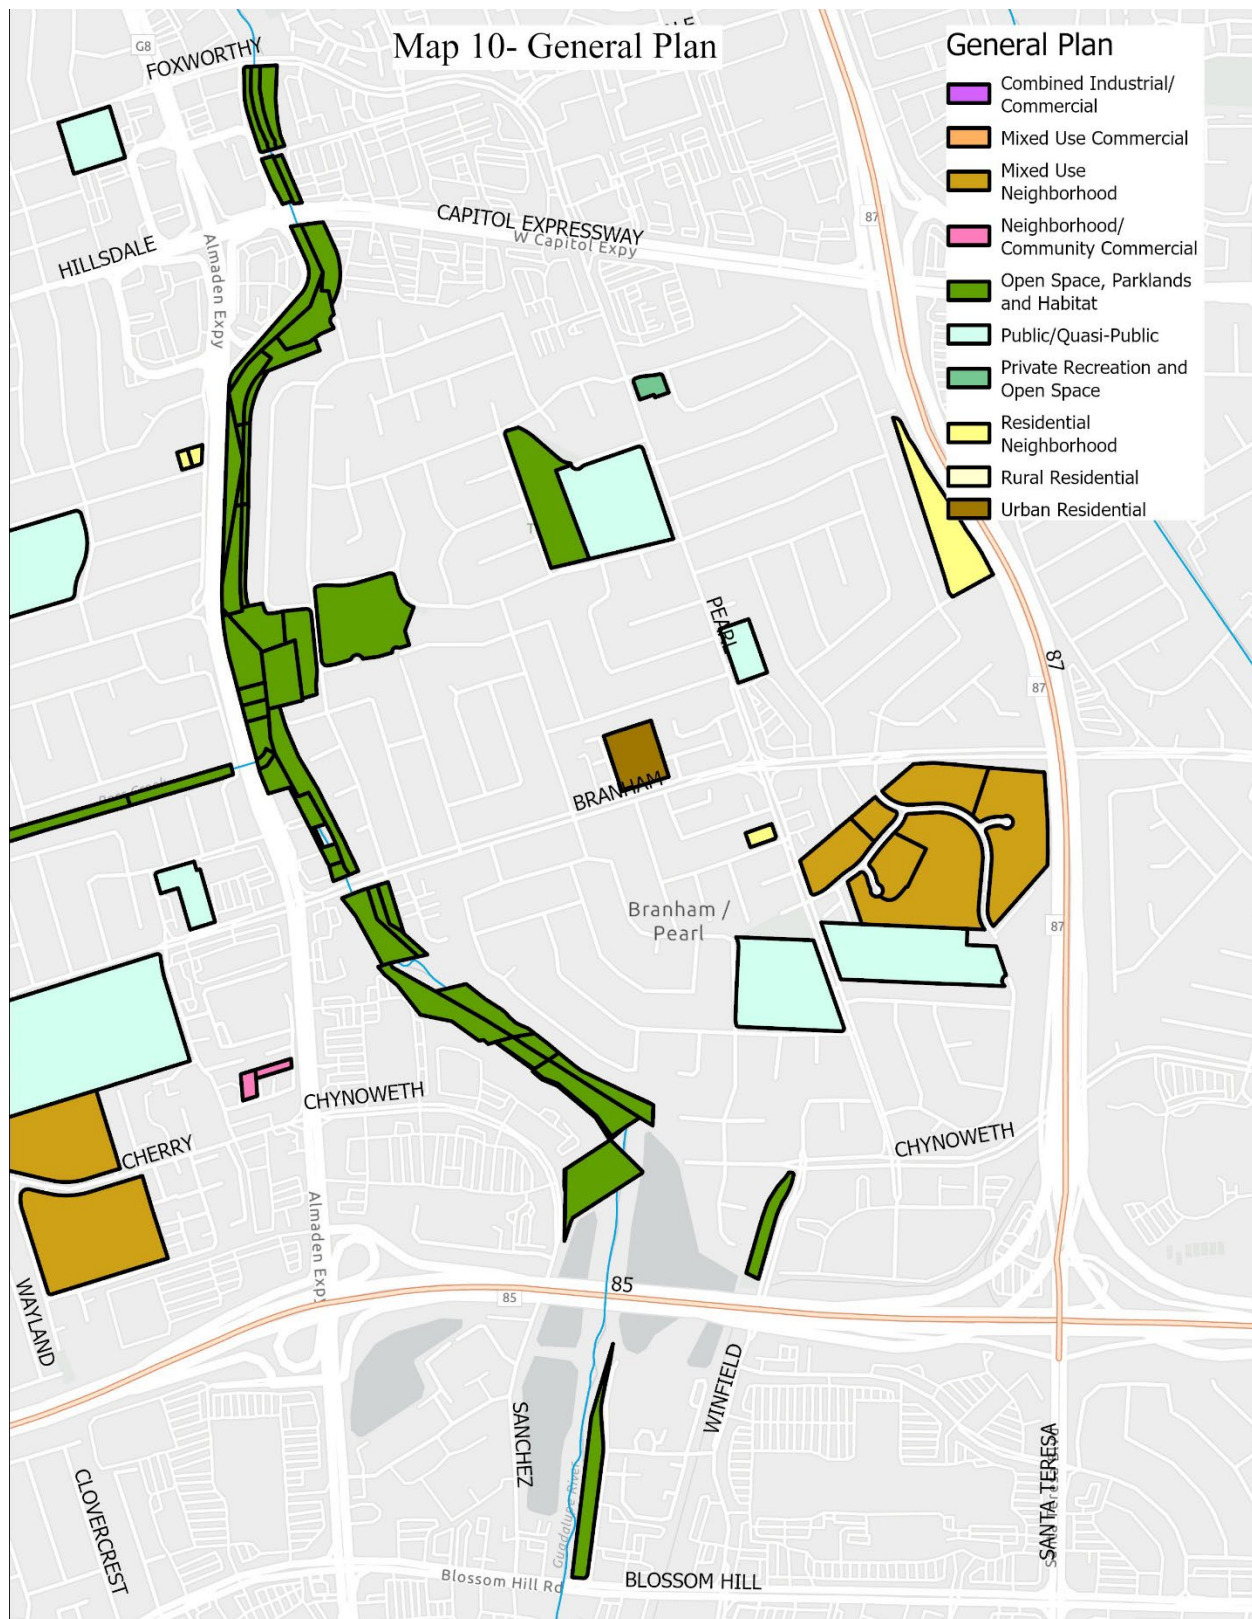 Map 10- General Plan
General Plan
Combined Industrial/
Commercial
Mixed Use Commercial
Mixed Use
Neighborhood
Neighborhood/
Community Commercial
Open Space, Parklands
and Habitat
Public/Quasi-Public
Private Recreation and
Open Space
Residential
Neighborhood
Rural Residential
Urban Residential
G8
FOXWORTHY
CAPITOL EXPRESSWAY
W Capitol Expy
87
HILLSDALE
Almaden Expy
PEARL
87
87
BRANHAM
Branham /
Pearl
87
CHYNOWETH
CHERRY
CHYNOWETH
Almaden Expy
WAYLAND
85
85
WINFIELD
SANCHEZ
SANTA TERESA
CLOVERCREST
Guadalupe River
Blossom Hill Rd
BLOSSOM HILL